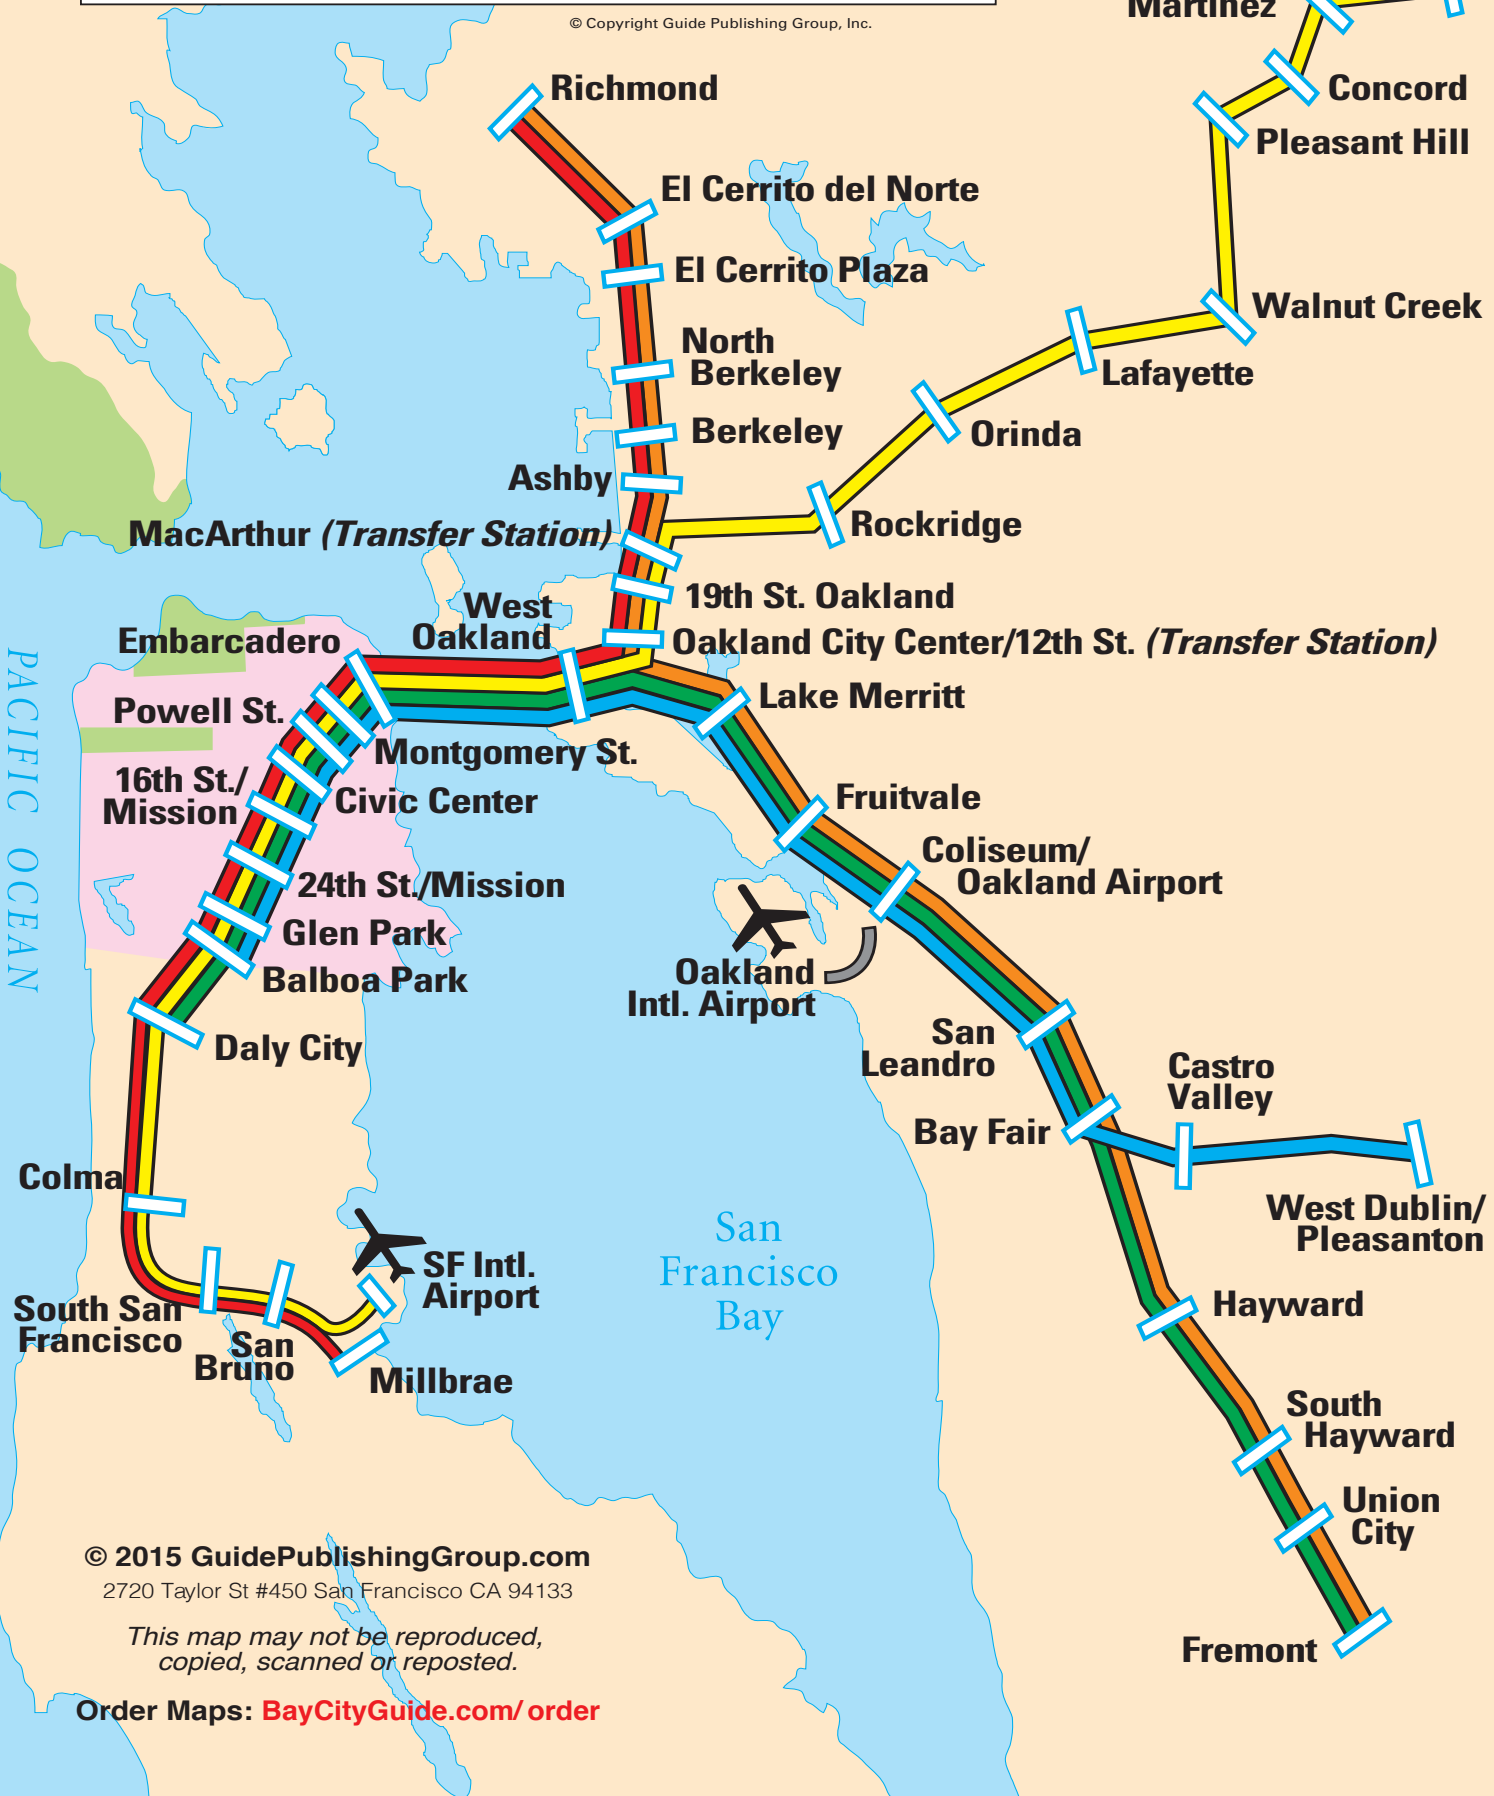 © Copyright Guide Publishing Group, Inc.
Martinez
Richmond
Concord
Pleasant Hill
El Cerrito del Norte
El Cerrito Plaza
Walnut Creek
North
Berkeley
Lafayette
Berkeley
Orinda
Ashby
Rockridge
MacArthur (Transfer Station)
19th St. Oakland
West
Oakland
Embarcadero
Oakland City Center/12th St. (Transfer Station)
PACIFIC OCEAN
Lake Merritt
Powell St.
Montgomery St.
16th St./
Mission
Civic Center
Fruitvale
Coliseum/
Oakland Airport
24th St./Mission
Glen Park
Balboa Park
Oakland
Intl. Airport
Daly City
San
Leandro
Castro
Valley
Bay Fair
Colma
West Dublin/
Pleasanton
San
Francisco
Bay
SF Intl.
Airport
South San
Francisco
San
Bruno
Millbrae
Hayward
South
Hayward
Union
City
Fremont
© 2015 GuidePublishingGroup.com
2720 Taylor St #450 San Francisco CA 94133
This map may not be reproduced,
copied, scanned or reposted.
Order Maps: BayCityGuide.com/order